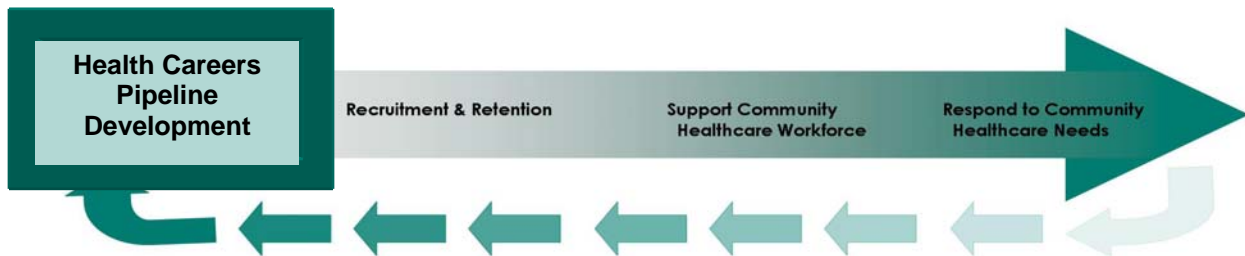 Health Careers
Pipeline
Development
Recruitment & Retention
Support Community
Healthcare Workforce
Respond to Community
Healthcare Needs